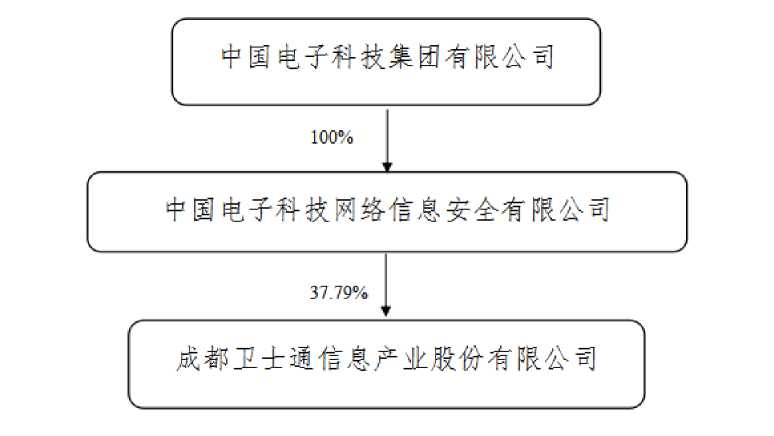 中国电子科技集团有限公司
100%
中国电子科技网络信息安全有限公司
37.79%
成都卫士通信息产业股份有限公司